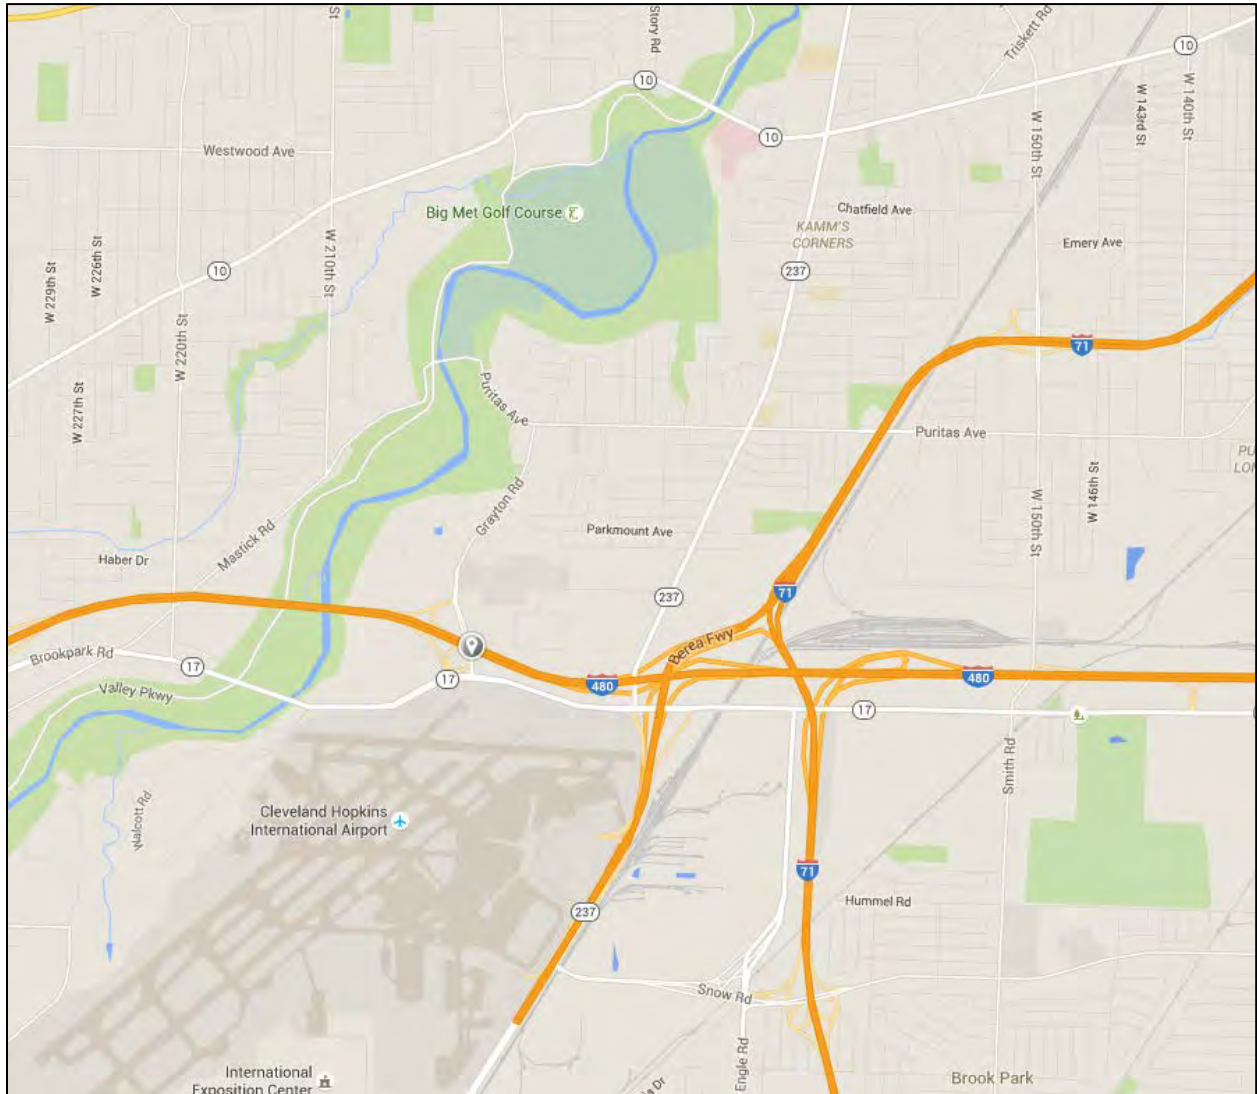 St
Story Rd
Triskett Rd
10
10
10
W 143rd St
W 140th St
W 150th St
Westwood Ave
Big Met Golf Course
Chatfield Ave
KAMM'S
CORNERS
Emery Ave
W 229th St
W 226th St
W 210th St
10
237
W 220th St
71
W 227th St
Puritas Ave
Puritas Ave
W 146th St
Grayton Rd
W 150th St
Parkmount Ave
Mastick Rd
Haber Dr
71
237
Berea Fwy
Brookpark Rd
17
17
480
480
Valley Pkwy
17
Smith Rd
Walcott Rd
Cleveland Hopkins
International Airport
71
Hummel Rd
237
Snow Rd
Engle Rd
International
Exposition Center
Brook Park
Dr